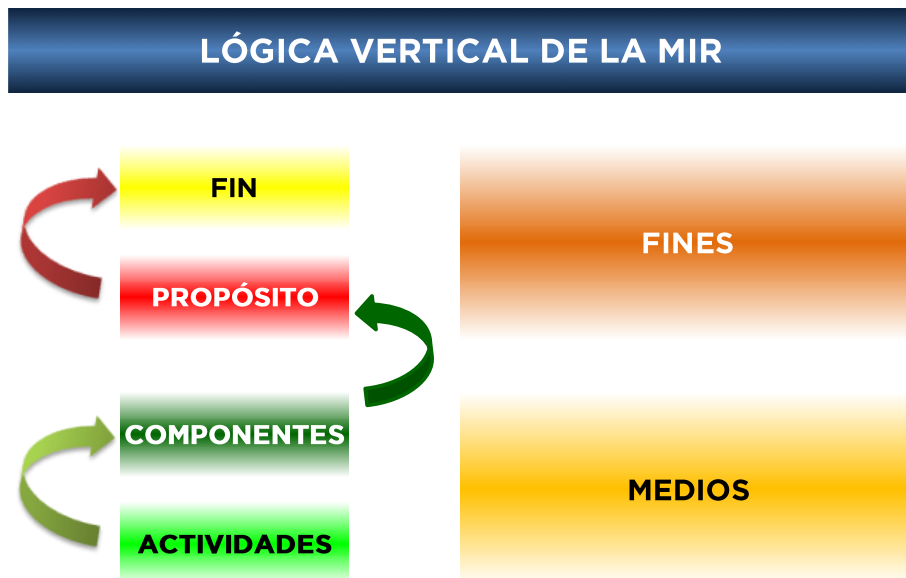 LÓGICA VERTICAL DE LA MIR
FIN
PROPÓSITO
COMPONENTES
ACTIVIDADES
FINES
MEDIOS